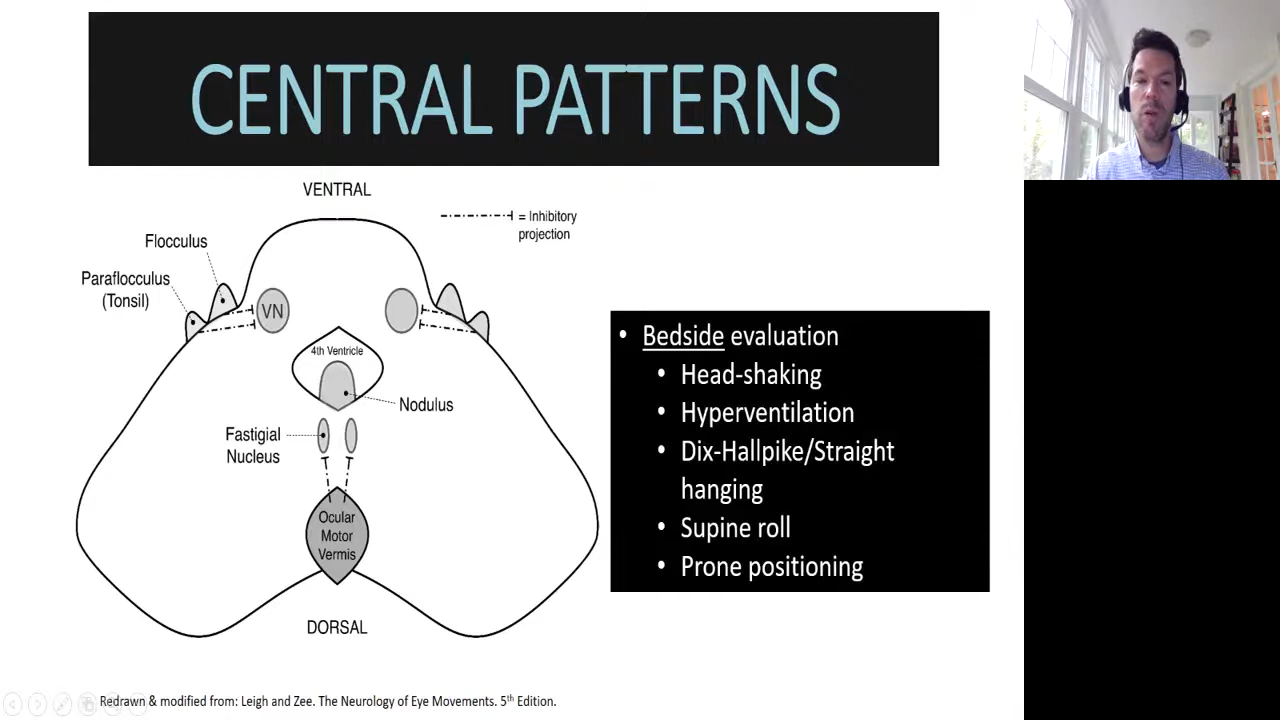 CENTRAL PATTERNS
VENTRAL
= Inhibitory
projection
Flocculus
Paraflocculus
(Tonsil)
VN
4th Ventricle
Nodulus
Fastigial
Nucleus
Ocular
Motor
Vermis
DORSAL
• Bedside evaluation
• Head-shaking
• Hyperventilation
• Dix-Hallpike/Straight
hanging
• Supine roll
• Prone positioning
Redrawn & modified from: Leigh and Zee. The Neurology of Eye Movements. 5th Edition.